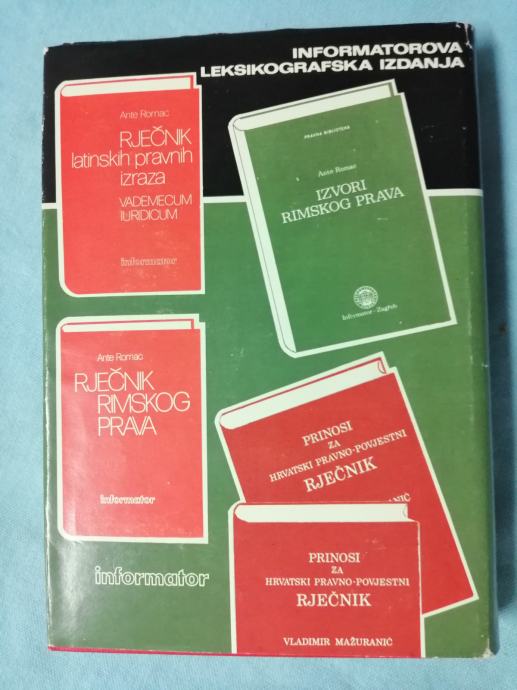 INFORMATOROVA
LEKSIKOGRAFSKA IZDANJA
Ante Romac
RJEČNIK
latinskih pravnih
izraza
VADEMECUM
IURIDICUM
informator
PRAVNA BIBLIOTEKA
Ante Romac
IZVORI
RIMSKOG PRAVA
Informator - Zagreb
Ante Romac
RJEČNIK
RIMSKOG
PRAVA
informator
PRINOSI
ZA
HRVATSKI PRAVNO-POVJESTNI
RJEČNIK
informator
PRINOSI
ZA
HRVATSKI PRAVNO-POVJESTNI
RJEČNIK
VLADIMIR MAŽURANIĆ